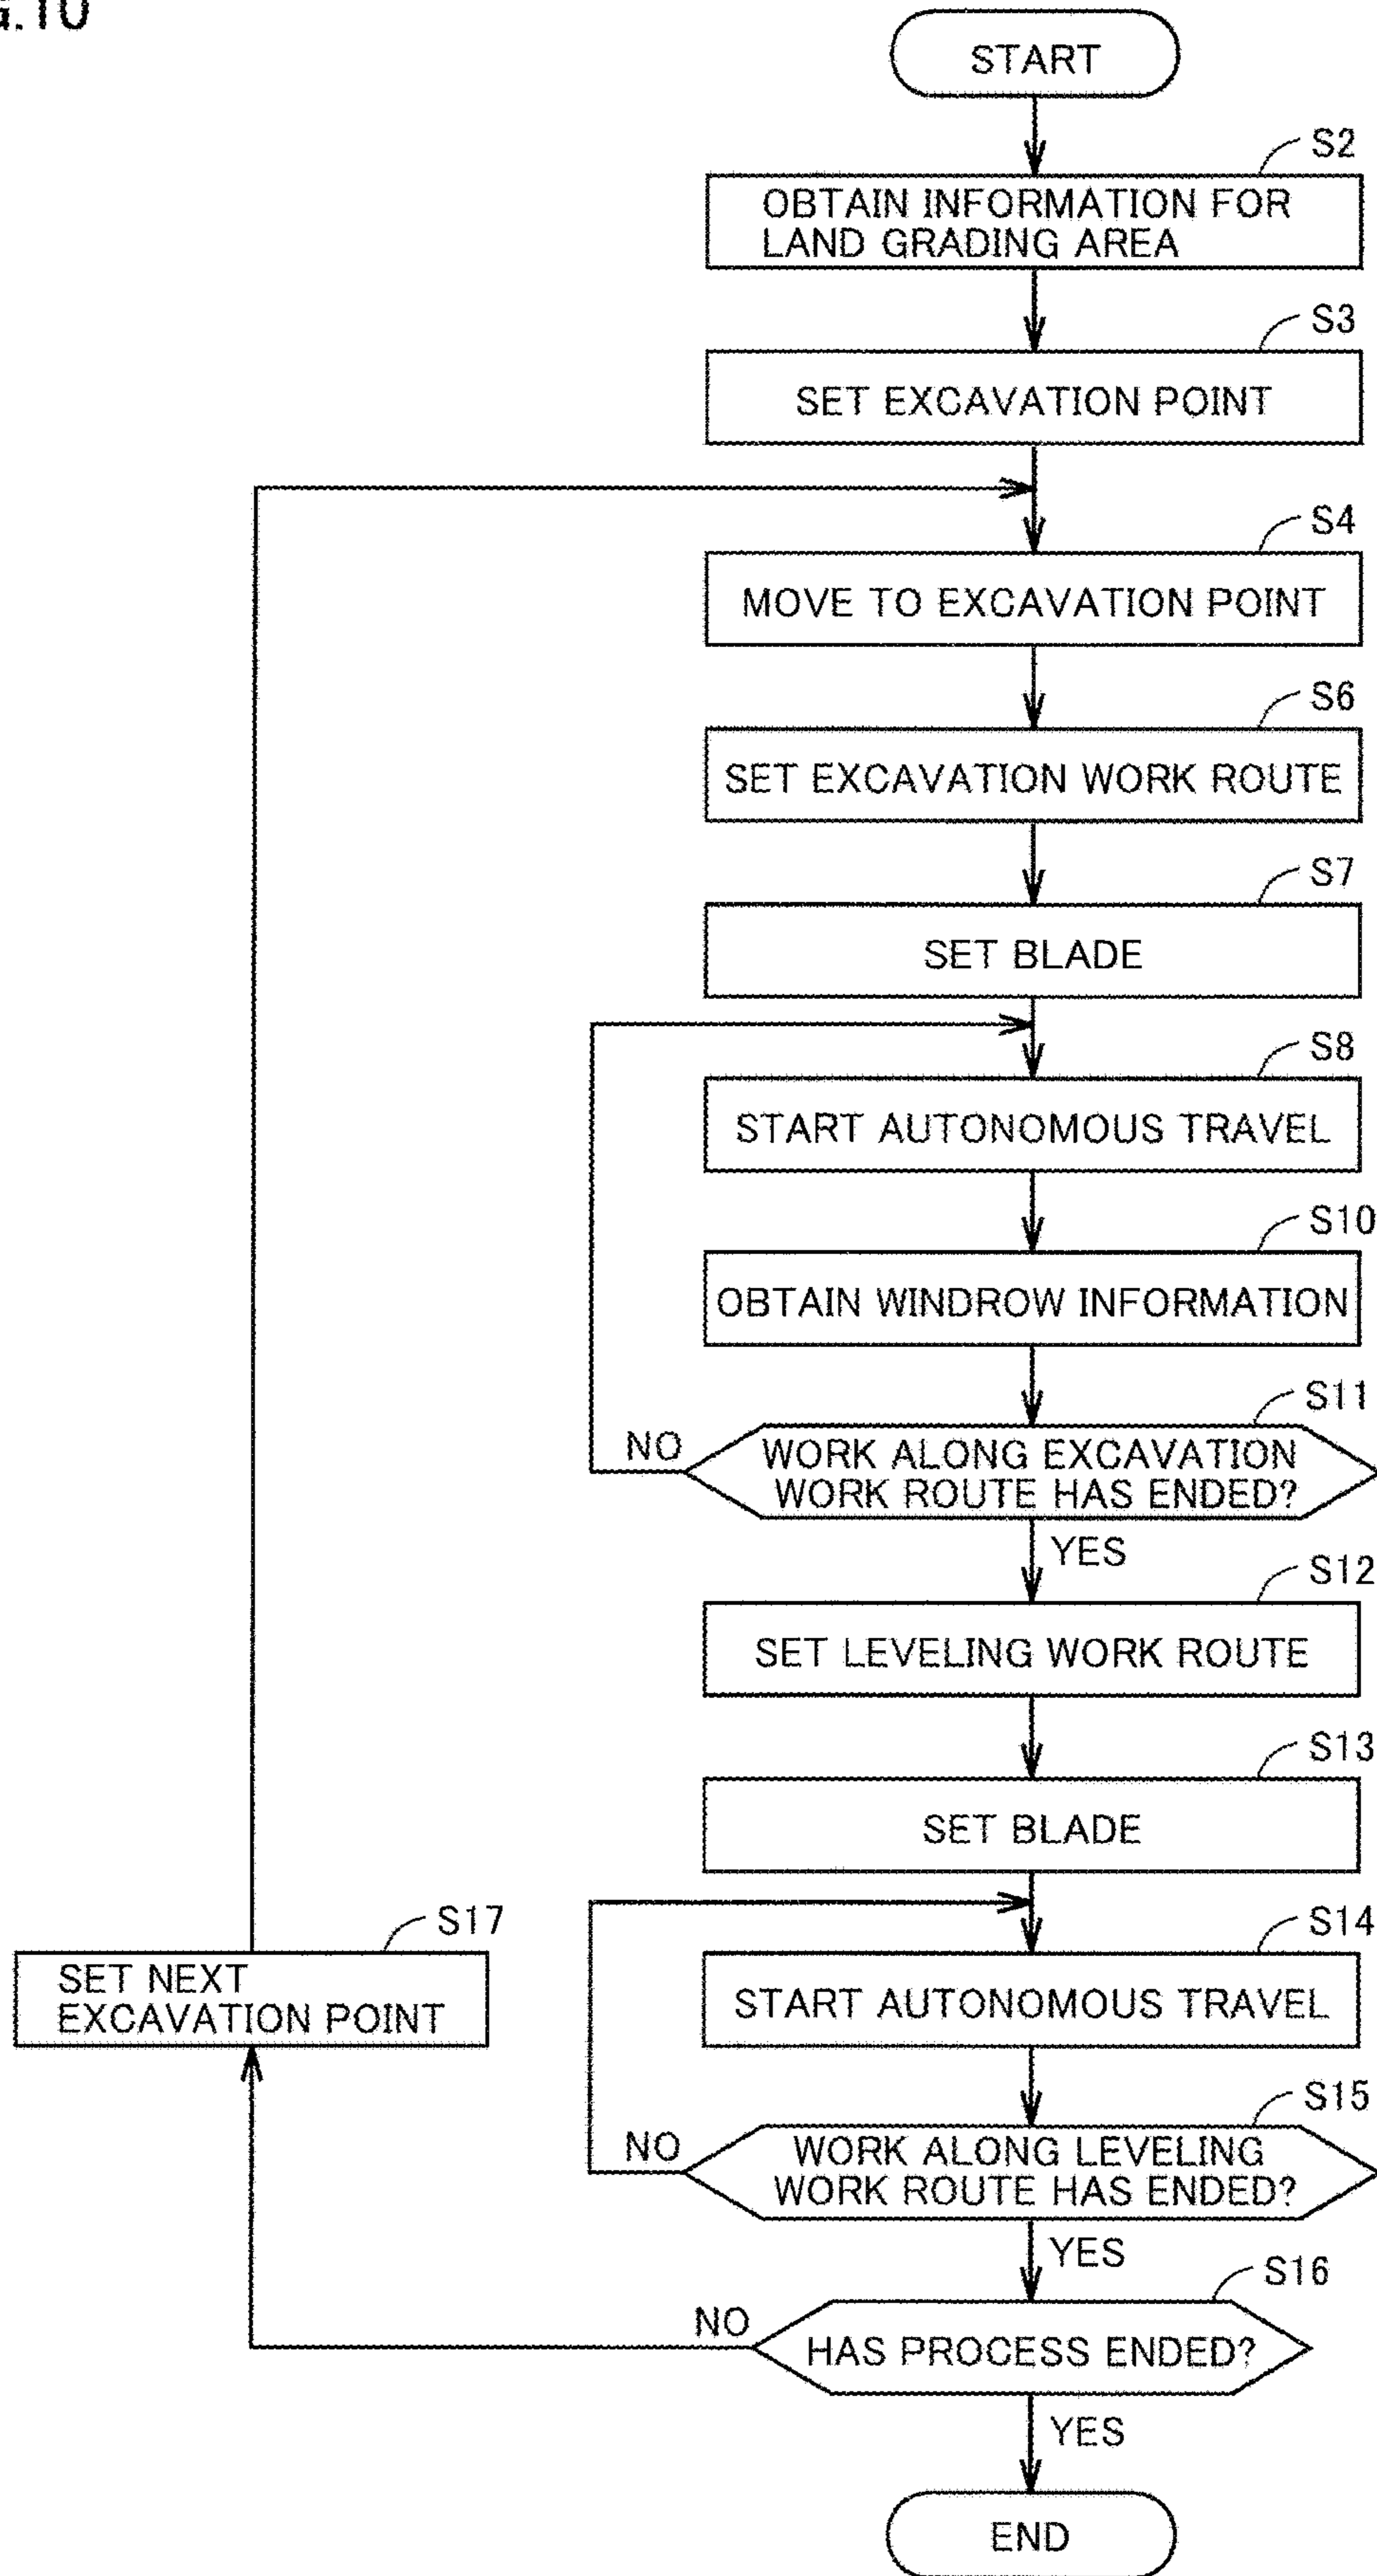 G.10
START
S2
OBTAIN INFORMATION FOR
LAND GRADING AREA
S3
SET EXCAVATION POINT
S4
MOVE TO EXCAVATION POINT
S6
SET EXCAVATION WORK ROUTE
S7
SET BLADE
S8
START AUTONOMOUS TRAVEL
S10
OBTAIN WINDROW INFORMATION
S11
NO
WORK ALONG EXCAVATION
WORK ROUTE HAS ENDED?
YES
S12
SET LEVELING WORK ROUTE
S13
SET BLADE
S17
SET NEXT
EXCAVATION POINT
S14
START AUTONOMOUS TRAVEL
S15
NO
WORK ALONG LEVELING
WORK ROUTE HAS ENDED?
YES
S16
NO
HAS PROCESS ENDED?
YES
END